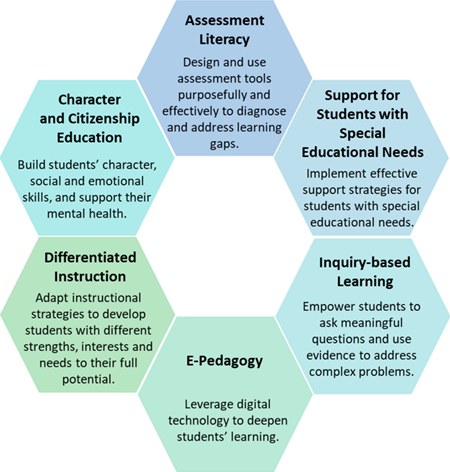 Assessment
Literacy
Design and use
assessment tools
purposefully and
effectively to diagnose
and address learning
gaps.
Support for
Students with
Special
Educational Needs
Implement effective
support strategies for
students with special
educational needs.
Inquiry-based
Learning
Empower students to
ask meaningful
questions and use
evidence to address
complex problems.
E-Pedagogy
Leverage digital
technology to deepen
students’ learning.
Differentiated
Instruction
Adapt instructional
strategies to develop
students with different
strengths, interests and
needs to their full
potential.
Character
and Citizenship
Education
Build students’ character,
social and emotional
skills, and support their
mental health.